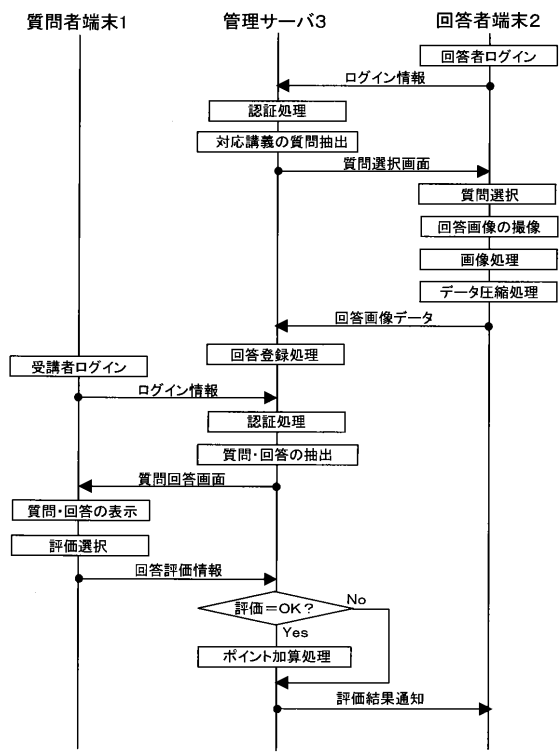 質問者端末1
管理サーバ3
回答者端末2
回答者ログイン
ログイン情報
認証処理
対応講義の質問抽出
質問選択画面
質問選択
回答画像の撮像
画像処理
データ圧縮処理
回答画像データ
回答登録処理
受講者ログイン
ログイン情報
認証処理
質問・回答の抽出
質問回答画面
質問・回答の表示
評価選択
回答評価情報
評価=OK?
No
Yes
ポイント加算処理
評価結果通知